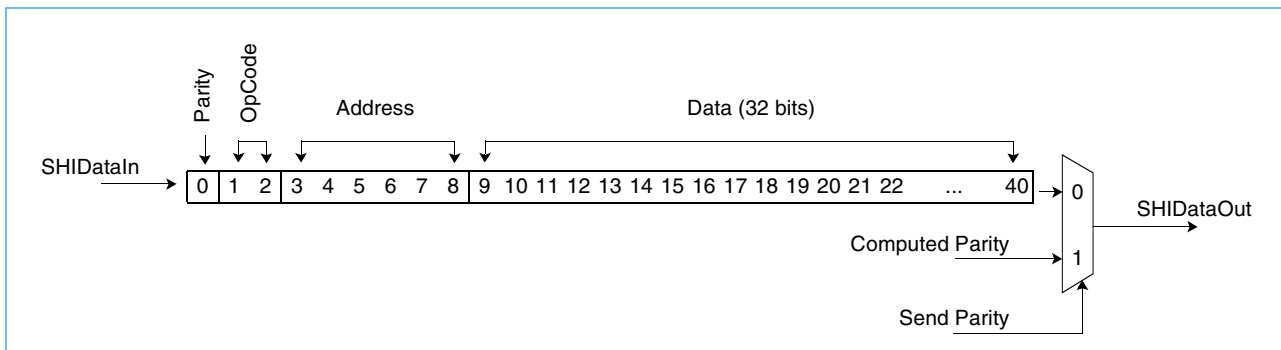 Parity
OpCode
Address
Data (32 bits)
SHIDataIn
0 1 2 3 4 5 6 7 8 9 10 11 12 13 14 15 16 17 18 19 20 21 22 ... 40
0
SHIDataOut
Computed Parity
1
Send Parity